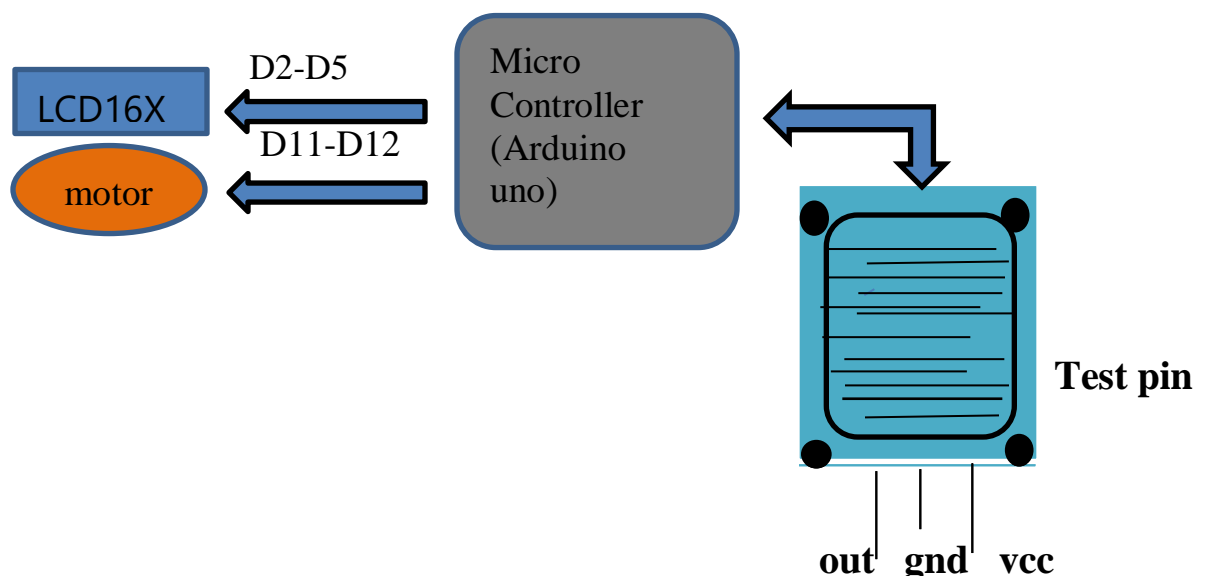 D2-D5
LCD16X
D11-D12
motor
Micro
Controller
(Arduino
uno)
Test pin
out gnd vcc